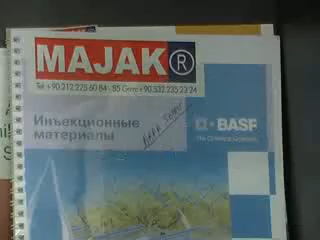 MAJAK®
Tel +90.212.225 60 84 - 85 Gsm:+90.532.235 23 24
Инъекционные
материалы
BASF
The Chemical Company